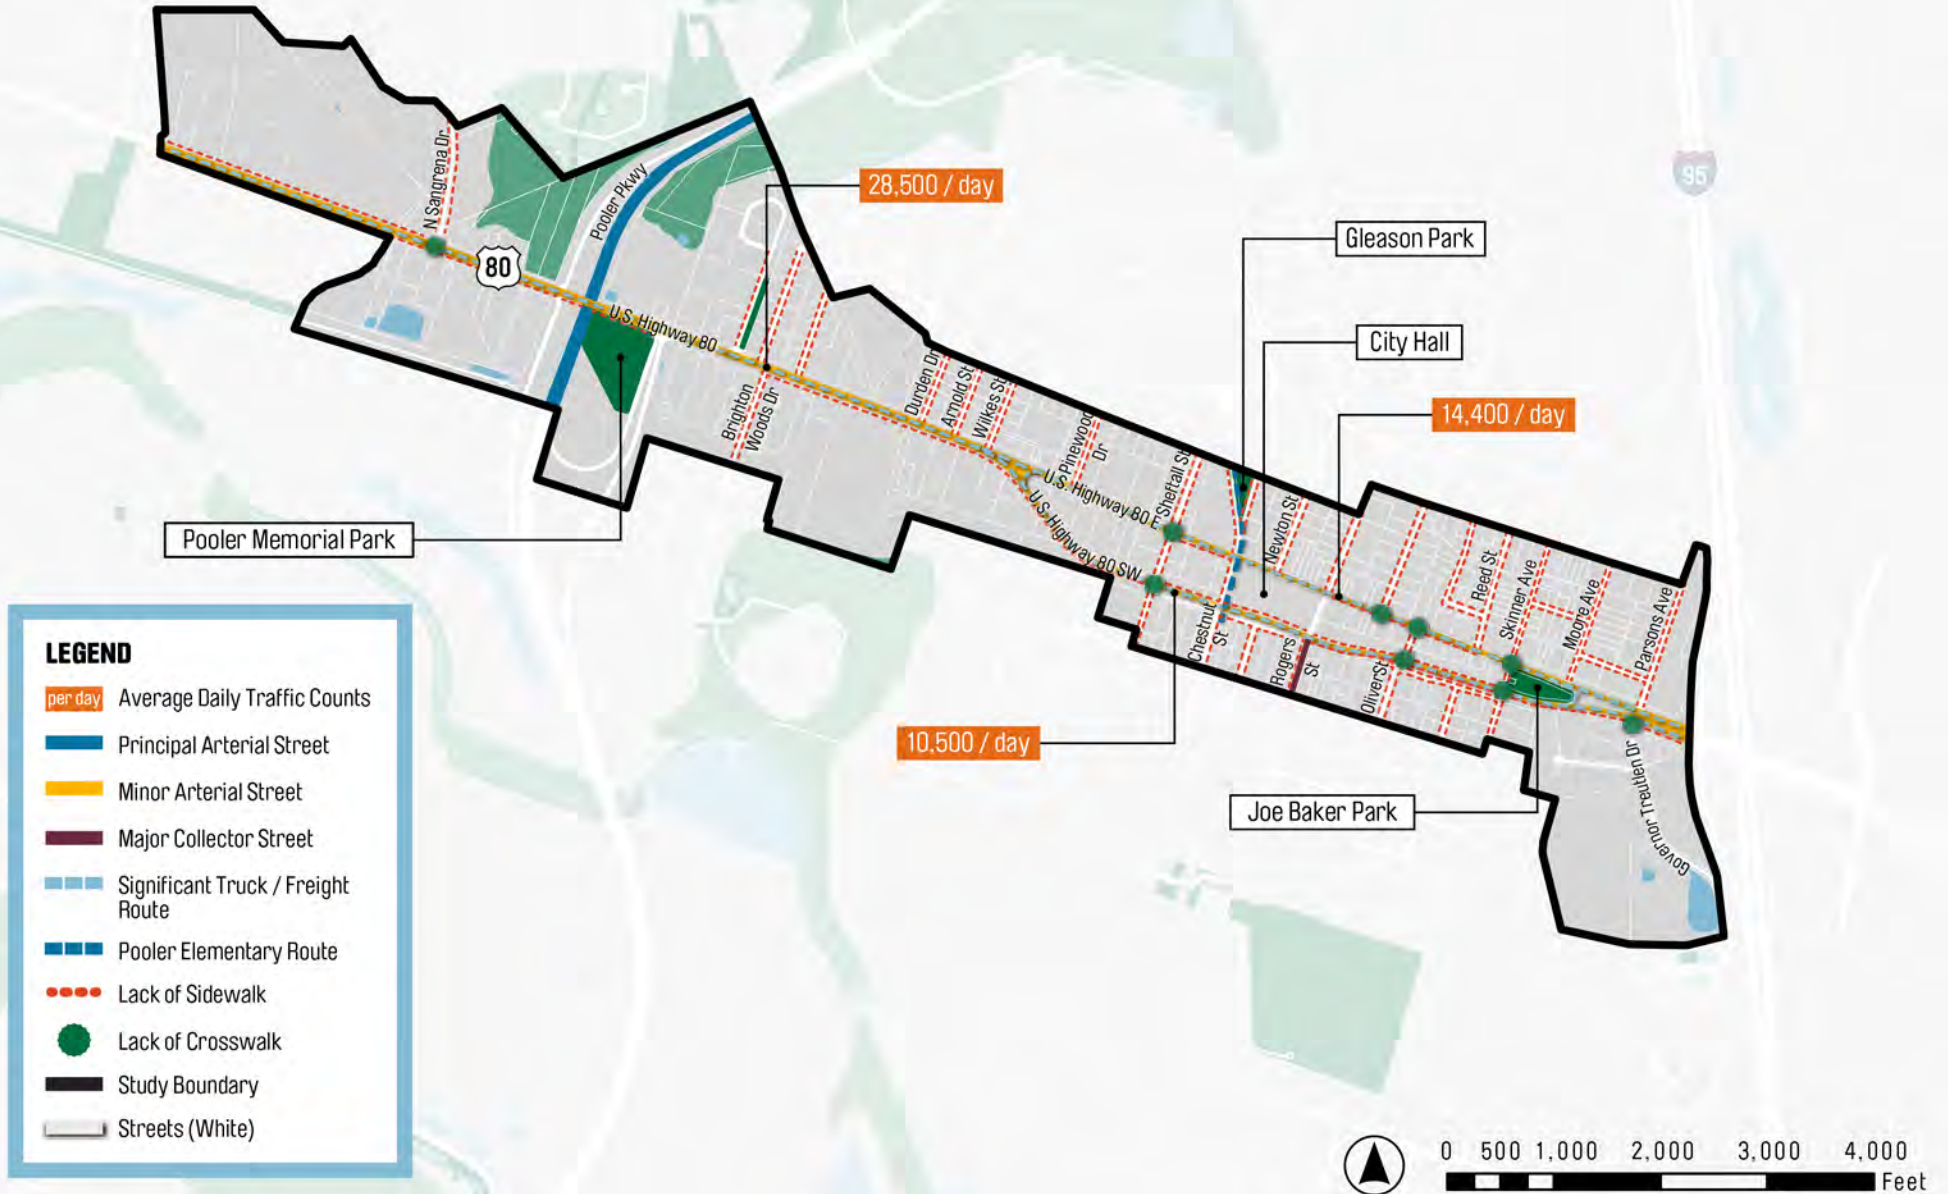 N Sangrena Dr
80
Pooler Pkwy
28,500 / day
95
Gleason Park
City Hall
14,400 / day
U.S. Highway 80
Brighton
Woods Dr
Durden Dr
Arnold St
Wilkes St
Pinewood
Dr
U.S. Highway 80 E
Sheftall St
U.S. Highway 80 SW
Newton St
Chestnut
St
Rogers
St
Oliver St
Reed St
Skinner Ave
Moore Ave
Parsons Ave
Governor Treutlen Dr
Pooler Memorial Park
10,500 / day
Joe Baker Park
LEGEND
per day
Average Daily Traffic Counts
Principal Arterial Street
Minor Arterial Street
Major Collector Street
Significant Truck / Freight
Route
Pooler Elementary Route
Lack of Sidewalk
Lack of Crosswalk
Study Boundary
Streets (White)
0 500 1,000 2,000 3,000 4,000
Feet